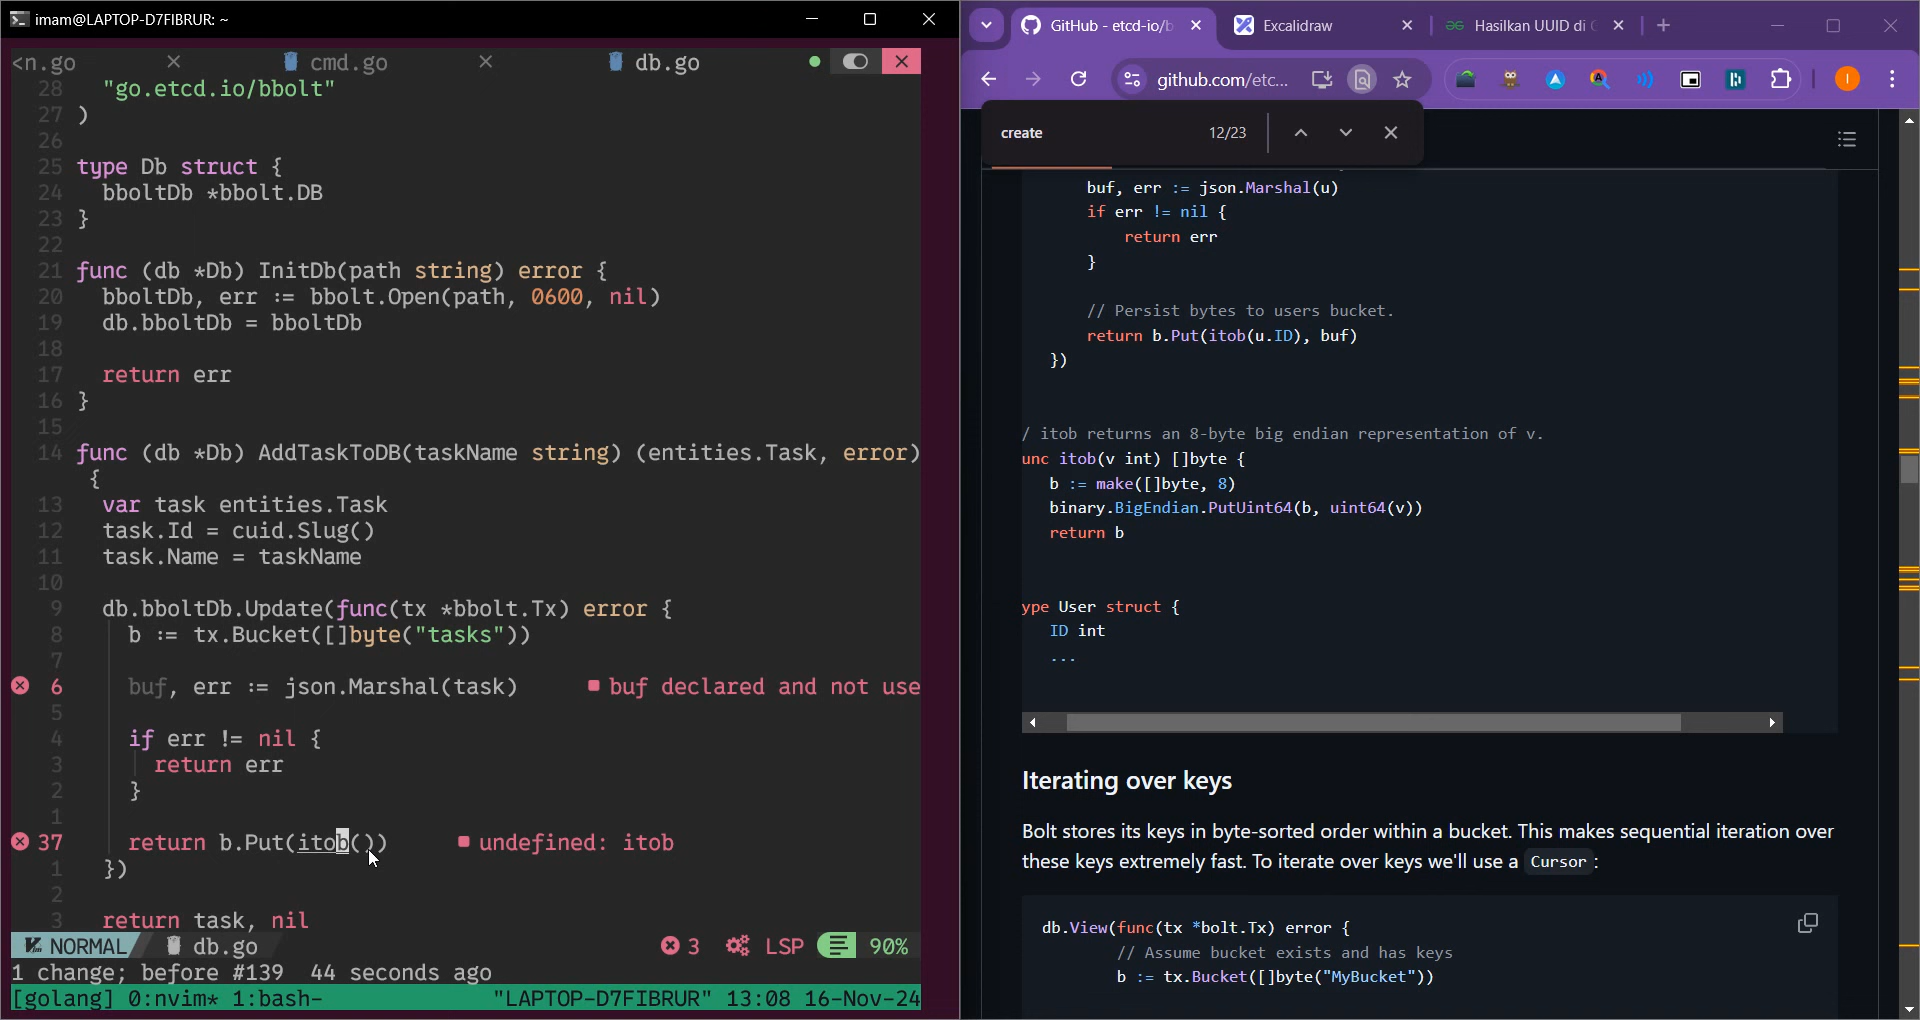 imam@LAPTOP-D7FIBRUR: ~
<n.go
cmd.go
db.go
28 "go.etcd.io/bbolt"
27 )
26
25 type Db struct {
24 bboltDb *bbolt.DB
23 }
22
21 func (db *Db) InitDb(path string) error {
20 bboltDb, err := bbolt.Open(path, 0600, nil)
19 db.bboltDb = bboltDb
18
17 return err
16 }
15
14 func (db *Db) AddTaskToDB(taskName string) (entities.Task, error)
{
13 var task entities.Task
12 task.Id = cuid.Slug()
11 task.Name = taskName
10
9 db.bboltDb.Update(func(tx *bbolt.Tx) error {
8 b := tx.Bucket([]byte("tasks"))
7
6 buf, err := json.Marshal(task) buf declared and not use
5
4 if err != nil {
3 return err
2 }
1
37 return b.Put(itob()) undefined: itob
1 })
2
3 return task, nil
NORMAL db.go 3 LSP 90%
1 change; before #139 44 seconds ago
[golang] 0:nvim* 1:bash- "LAPTOP-D7FIBRUR" 13:08 16-Nov-24
GitHub - etcd-io/b
Excalidraw
Hasilkan UUID di
github.com/etc...
I
create 12/23
buf, err := json.Marshal(u)
if err != nil {
return err
}
// Persist bytes to users bucket.
return b.Put(itob(u.ID), buf)
})
/ itob returns an 8-byte big endian representation of v.
unc itob(v int) []byte {
b := make([]byte, 8)
binary.BigEndian.PutUint64(b, uint64(v))
return b
ype User struct {
ID int
...
Iterating over keys
Bolt stores its keys in byte-sorted order within a bucket. This makes sequential iteration over
these keys extremely fast. To iterate over keys we'll use a Cursor:
db.View(func(tx *bolt.Tx) error {
// Assume bucket exists and has keys
b := tx.Bucket([]byte("MyBucket"))